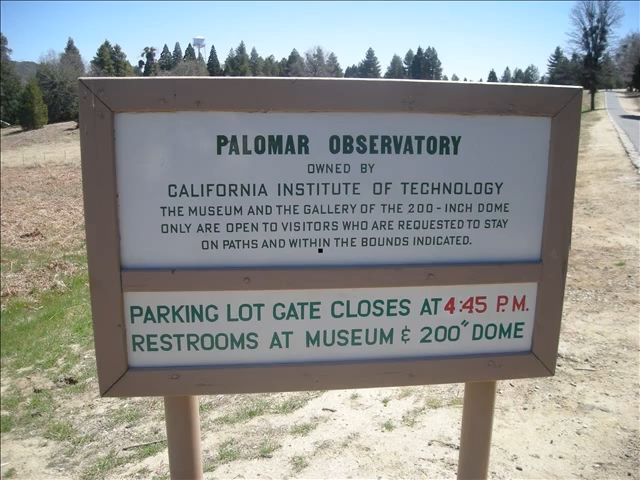 PALOMAR OBSERVATORY
OWNED BY
CALIFORNIA INSTITUTE OF TECHNOLOGY
THE MUSEUM AND THE GALLERY OF THE 200-INCH DOME
ONLY ARE OPEN TO VISITORS WHO ARE REQUESTED TO STAY
ON PATHS AND WITHIN THE BOUNDS INDICATED.
PARKING LOT GATE CLOSES AT 4:45 P.M.
RESTROOMS AT MUSEUM & 200" DOME